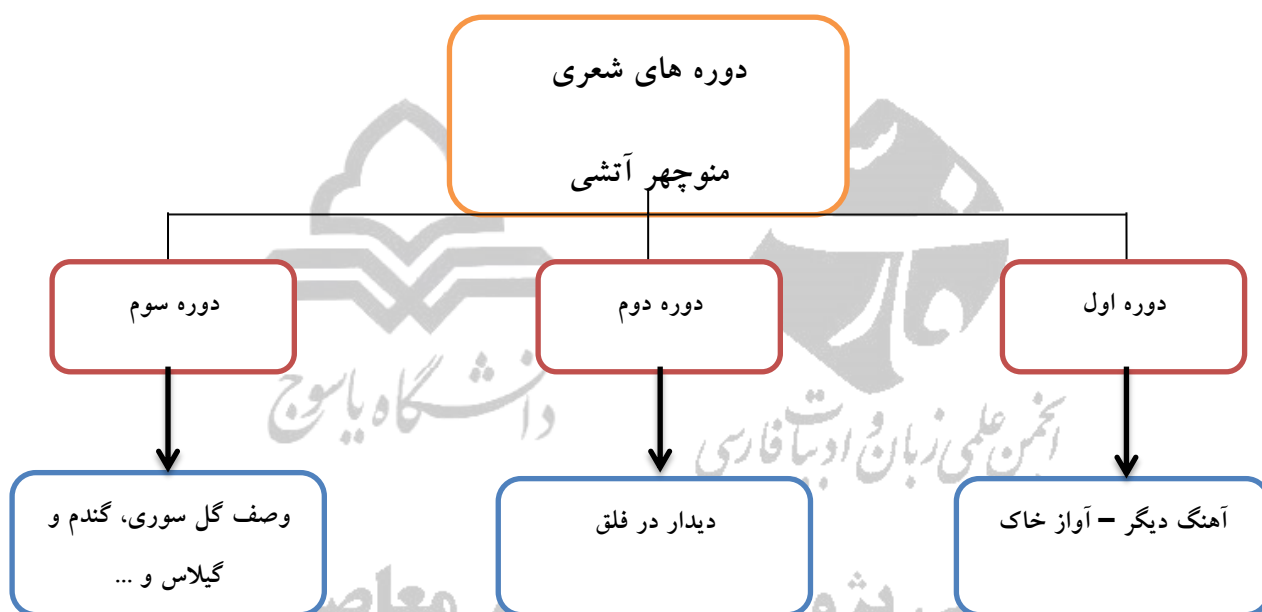 دوره های شعری
منوچهر آتشی
دوره اول
دوره دوم
دوره سوم
آهنگ دیگر – آواز خاک
دیدار در فلق
وصف گل سوری، گندم و
گیلاس و ...
انجمن علمی زبان و ادبیات فارسی
دانشگاه یاسوج